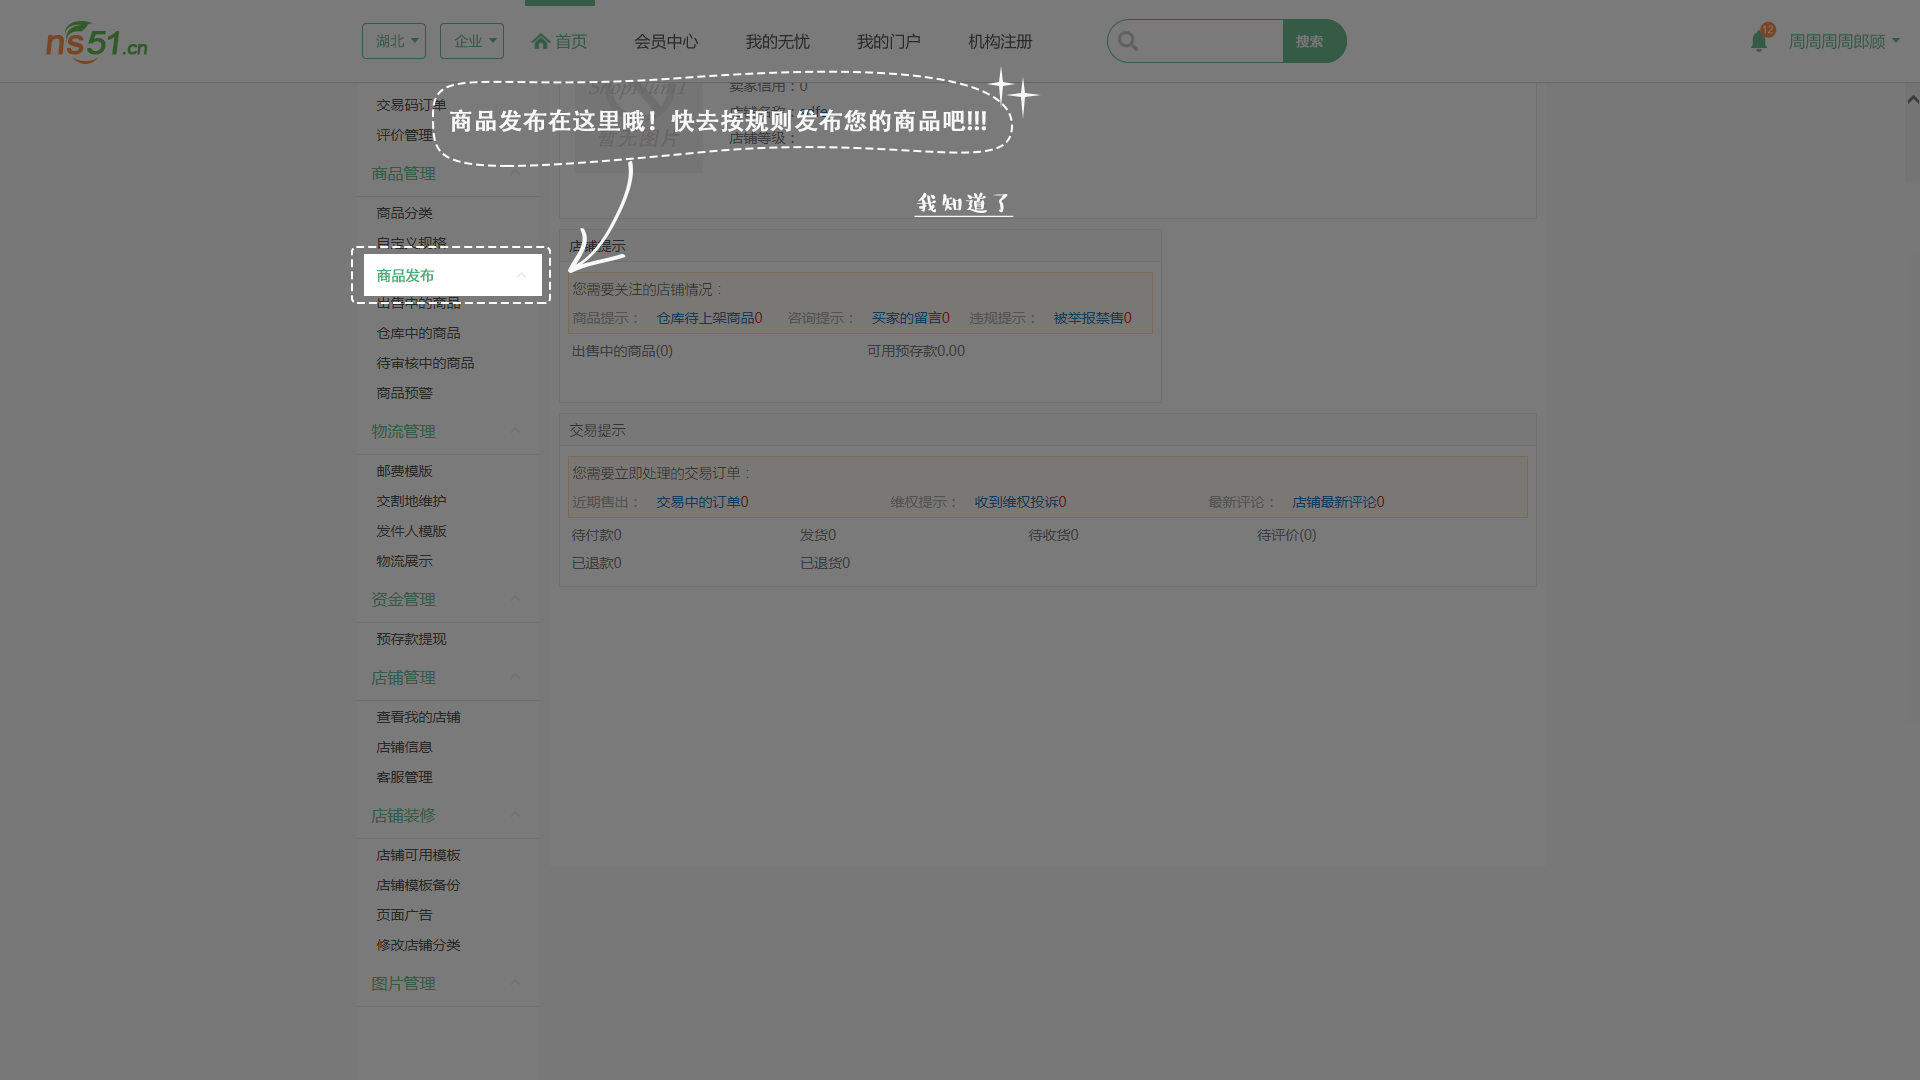 ns51.cn
湖北
企业
首页
会员中心
我的无忧
我的门户
机构注册
搜索
12
周周周周郎顾
卖家信用：0
店铺等级：
暂无图片
商品发布在这里哦！快去按规则发布您的商品吧!!!
我知道了
交易码订单
评价管理
商品管理
商品分类
自定义规格
商品发布
出售中的商品
仓库中的商品
待审核中的商品
商品预警
物流管理
邮费模版
交割地维护
发件人模版
物流展示
资金管理
预存款提现
店铺管理
查看我的店铺
店铺信息
客服管理
店铺装修
店铺可用模板
店铺模板备份
页面广告
修改店铺分类
图片管理
店铺提示
您需要关注的店铺情况：
商品提示： 仓库待上架商品0 咨询提示： 买家的留言0 违规提示： 被举报禁售0
出售中的商品(0) 可用预存款0.00
交易提示
您需要立即处理的交易订单：
近期售出： 交易中的订单0 维权提示： 收到维权投诉0 最新评论： 店铺最新评论0
待付款0 发货0 待收货0 待评价(0)
已退款0 已退货0